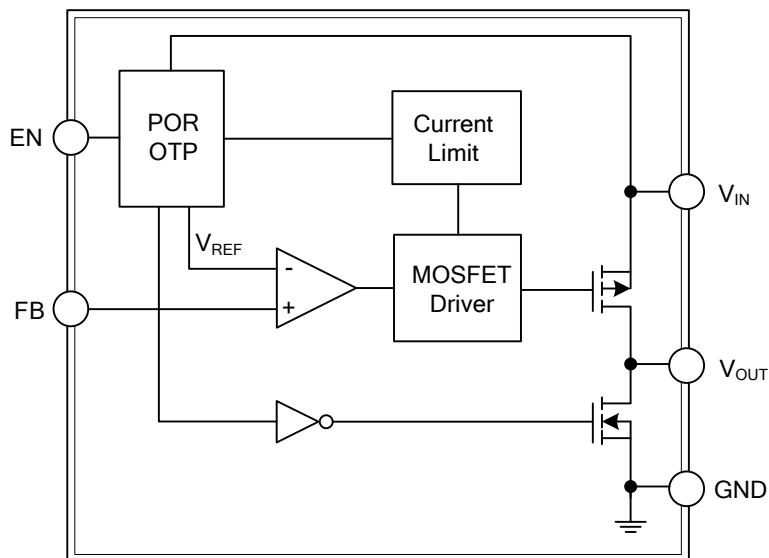 EN
POR
OTP
Current
Limit
V_IN
V_REF
-
+
MOSFET
Driver
FB
V_OUT
GND